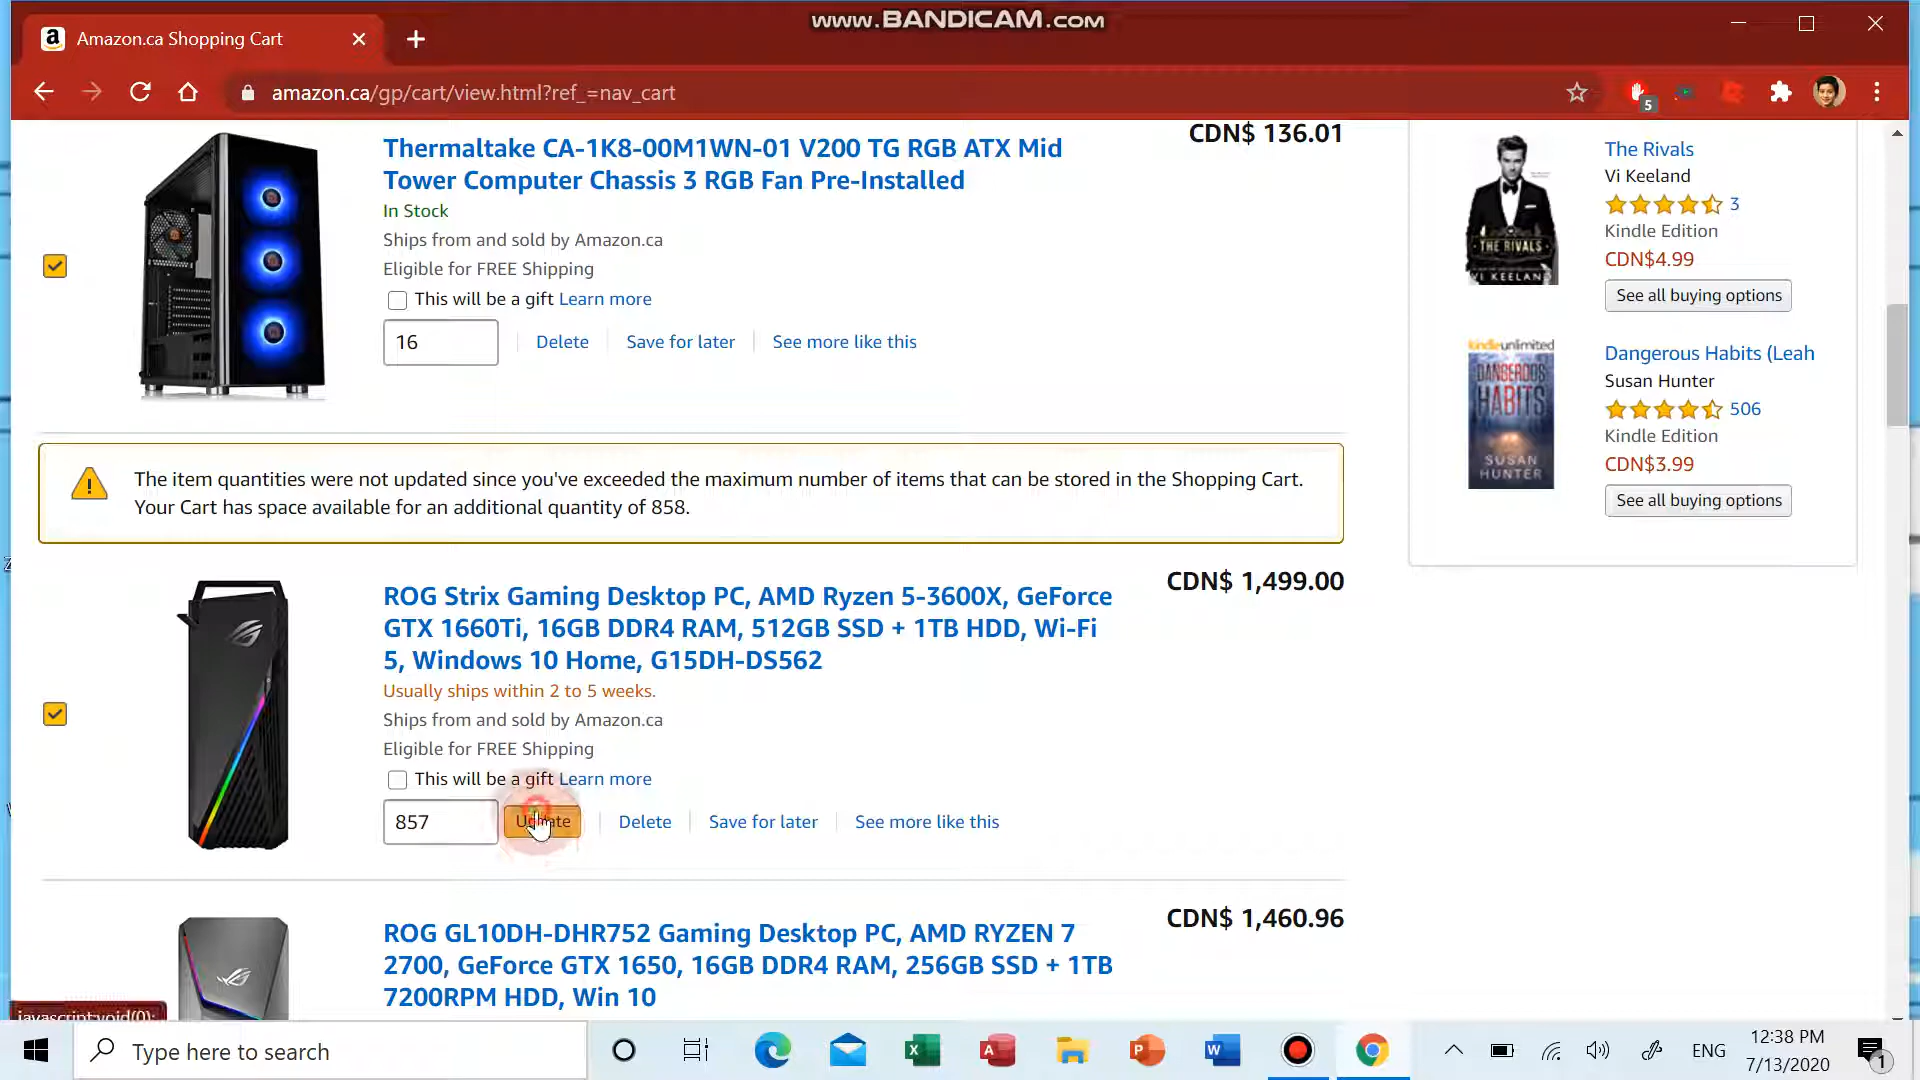 www.BANDICAM.com
Amazon.ca Shopping Cart
amazon.ca/gp/cart/view.html?ref_=nav_cart
5
Thermaltake CA-1K8-00M1WN-01 V200 TG RGB ATX Mid
Tower Computer Chassis 3 RGB Fan Pre-Installed
CDN$ 136.01
In Stock
Ships from and sold by Amazon.ca
Eligible for FREE Shipping
This will be a gift Learn more
16
Delete
Save for later
See more like this
The item quantities were not updated since you've exceeded the maximum number of items that can be stored in the Shopping Cart.
Your Cart has space available for an additional quantity of 858.
ROG Strix Gaming Desktop PC, AMD Ryzen 5-3600X, GeForce
GTX 1660Ti, 16GB DDR4 RAM, 512GB SSD + 1TB HDD, Wi-Fi
5, Windows 10 Home, G15DH-DS562
CDN$ 1,499.00
Usually ships within 2 to 5 weeks.
Ships from and sold by Amazon.ca
Eligible for FREE Shipping
This will be a gift Learn more
857
Update
Delete
Save for later
See more like this
ROG GL10DH-DHR752 Gaming Desktop PC, AMD RYZEN 7
2700, GeForce GTX 1650, 16GB DDR4 RAM, 256GB SSD + 1TB
7200RPM HDD, Win 10
CDN$ 1,460.96
THE RIVALS
VI KEELAND
The Rivals
Vi Keeland
3
Kindle Edition
CDN$4.99
See all buying options
kindleunlimited
DANGEROUS
HABITS
SUSAN
HUNTER
Dangerous Habits (Leah
Susan Hunter
506
Kindle Edition
CDN$3.99
See all buying options
javascript:void(0);
Type here to search
ENG
12:38 PM
7/13/2020
1